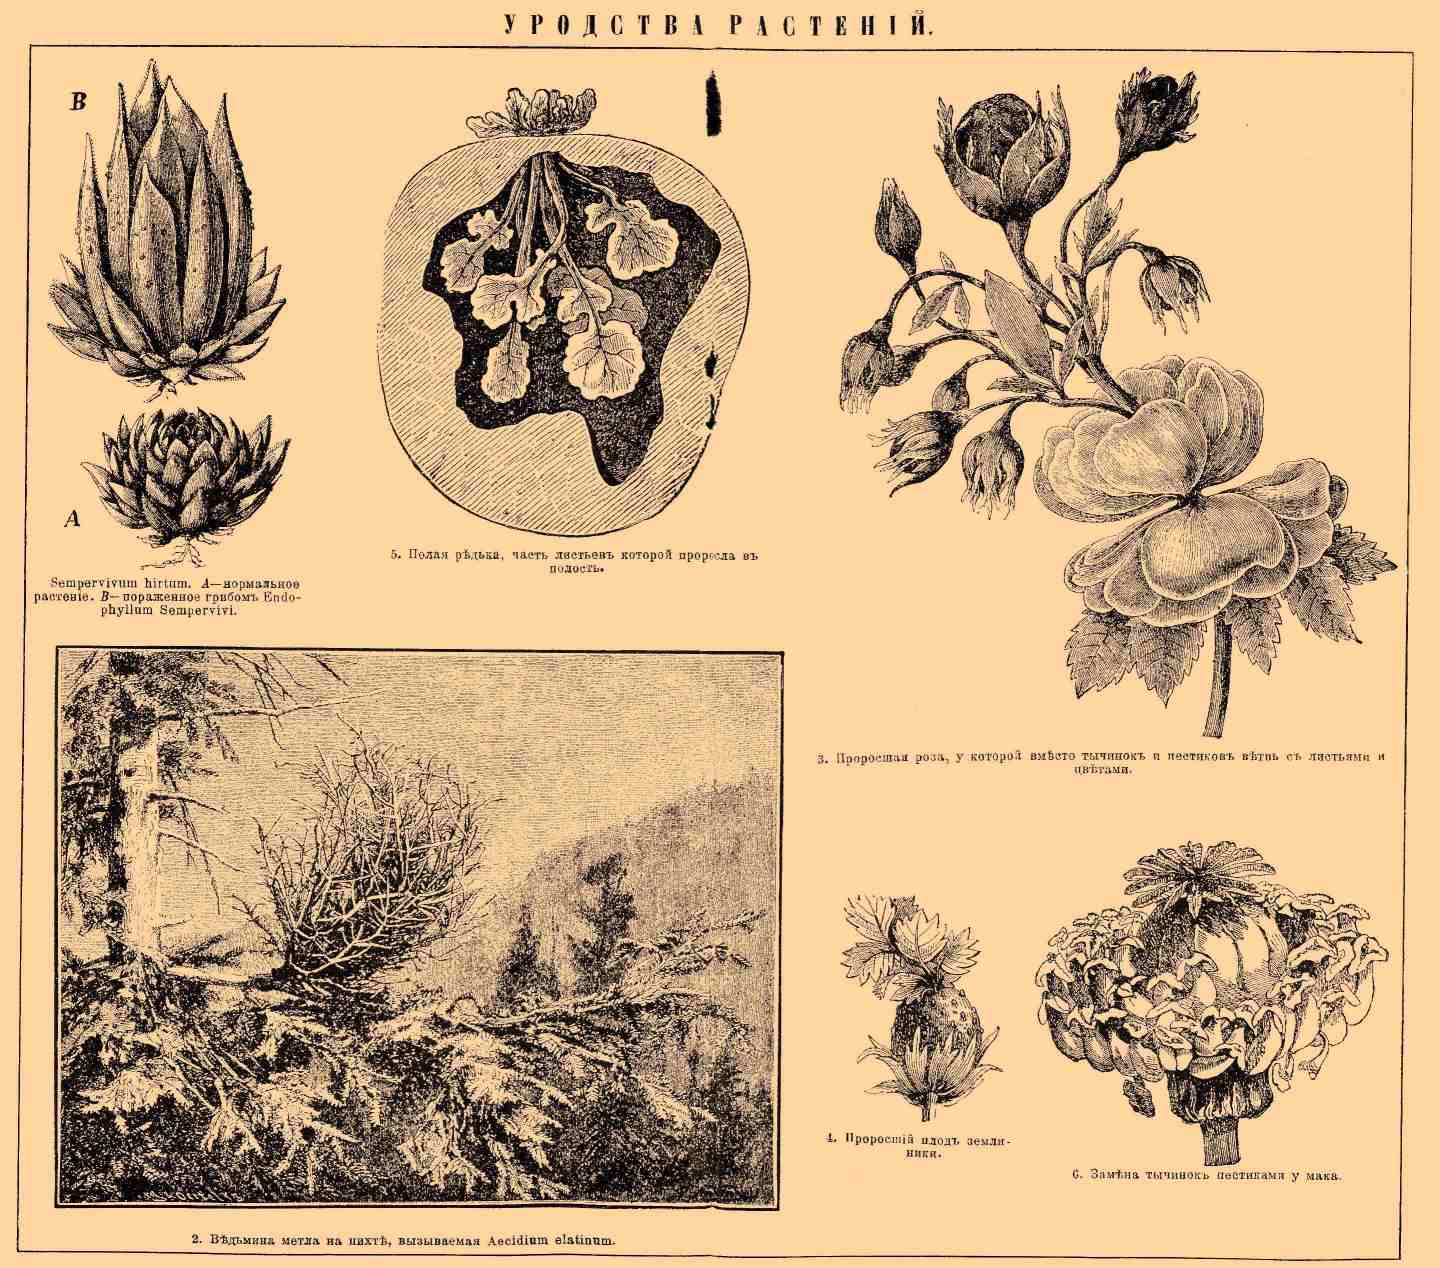 УРОДСТВА РАСТЕНІЙ.
B
A
Sempervivum hirtum. A—нормальное
растеніе. B—пораженное грибомъ Endo-
phyllum Sempervivi.
5. Полая рѣдька, часть листьевъ которой проросла въ
полость.
3. Проросшая роза, у которой вмѣсто тычинокъ и пестиковъ вѣтвь съ листьями и
цвѣтами.
4. Проросшій плодъ земля-
ники.
6. Замѣна тычинокъ пестиками у мака.
2. Вѣдьмина метла на пихтѣ, вызываемая Aecidium elatinum.